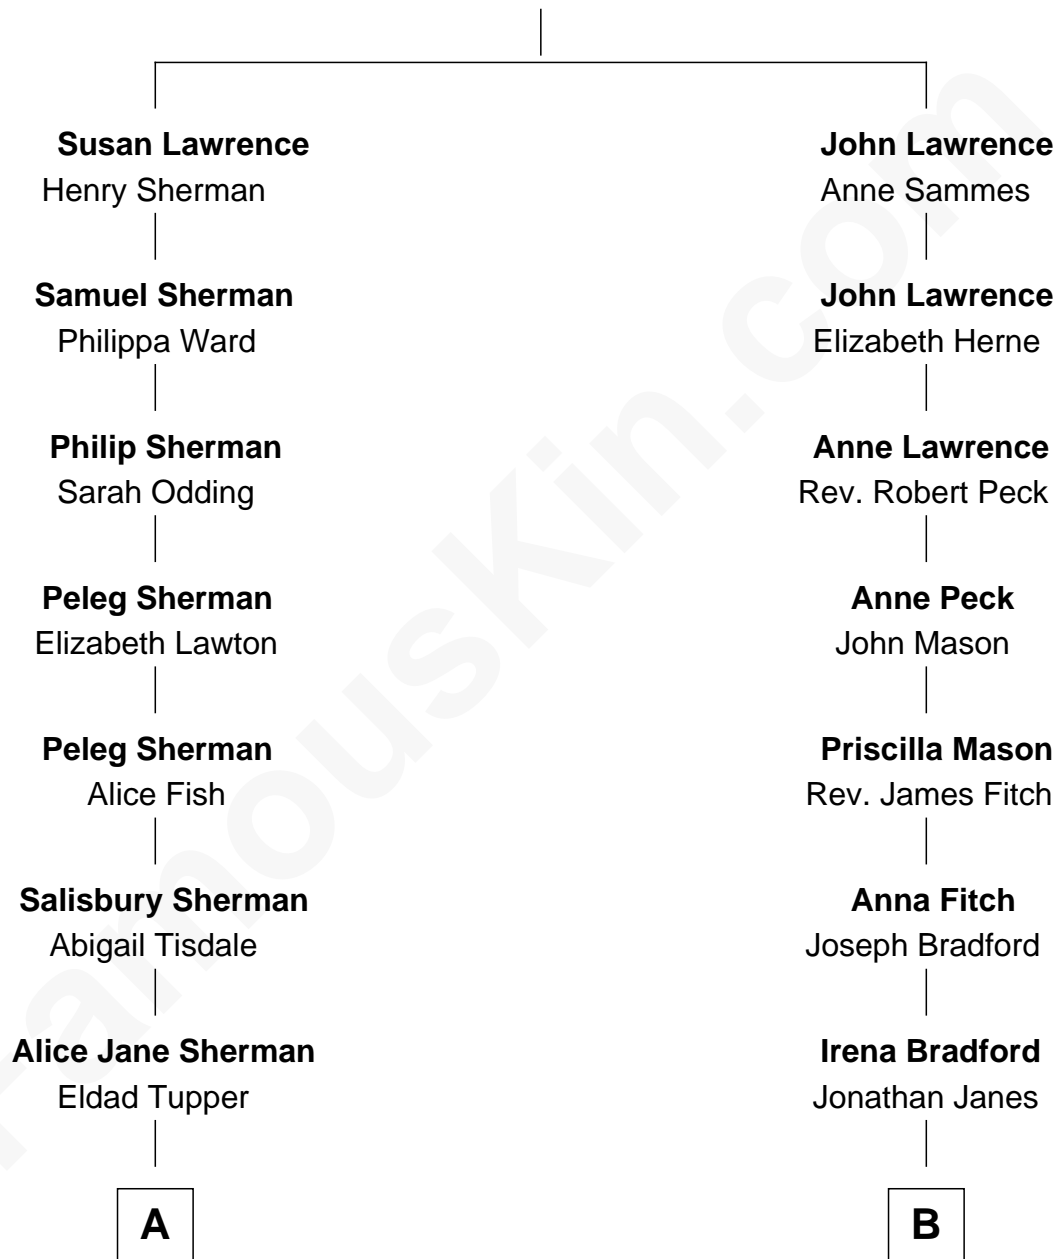 Susan Lawrence
Henry Sherman
Samuel Sherman
Philippa Ward
Philip Sherman
Sarah Odding
Peleg Sherman
Elizabeth Lawton
Peleg Sherman
Alice Fish
Salisbury Sherman
Abigail Tisdale
Alice Jane Sherman
Eldad Tupper
A
John Lawrence
Anne Sammes
John Lawrence
Elizabeth Herne
Anne Lawrence
Rev. Robert Peck
Anne Peck
John Mason
Priscilla Mason
Rev. James Fitch
Anna Fitch
Joseph Bradford
Irena Bradford
Jonathan Janes
B
FamousKin.com